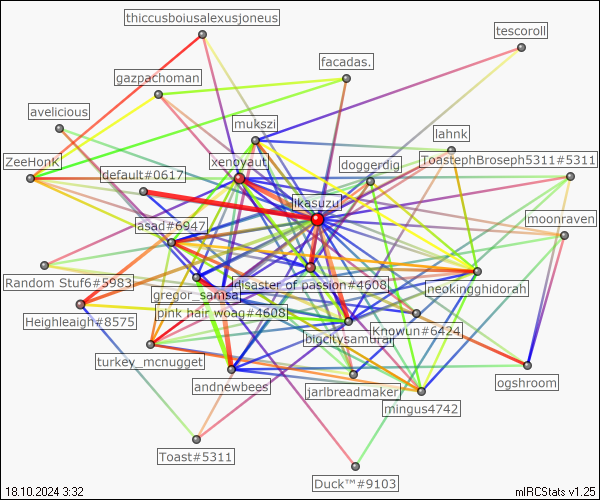 thiccusboiusalexusjoneus
tescoroll
facadas.
gazpachoman
avelicious
mukszi
lahnk
ZeeHonK
xenoyaut
doggerdig
ToastephBroseph5311#5311
default#0617
ikasuzu
asad#6947
moonraven
Random Stuf6#5983
gregor_samsa
disaster of passion#4608
neokingghidorah
Heighleaigh#8575
pink hair woag#4608
Knowun#6424
bigcitysamurai
turkey_mcnugget
andnewbees
jarlbreadmaker
ogshroom
mingus4742
Toast#5311
Duck™#9103
18.10.2024 3:32
mIRCStats v1.25